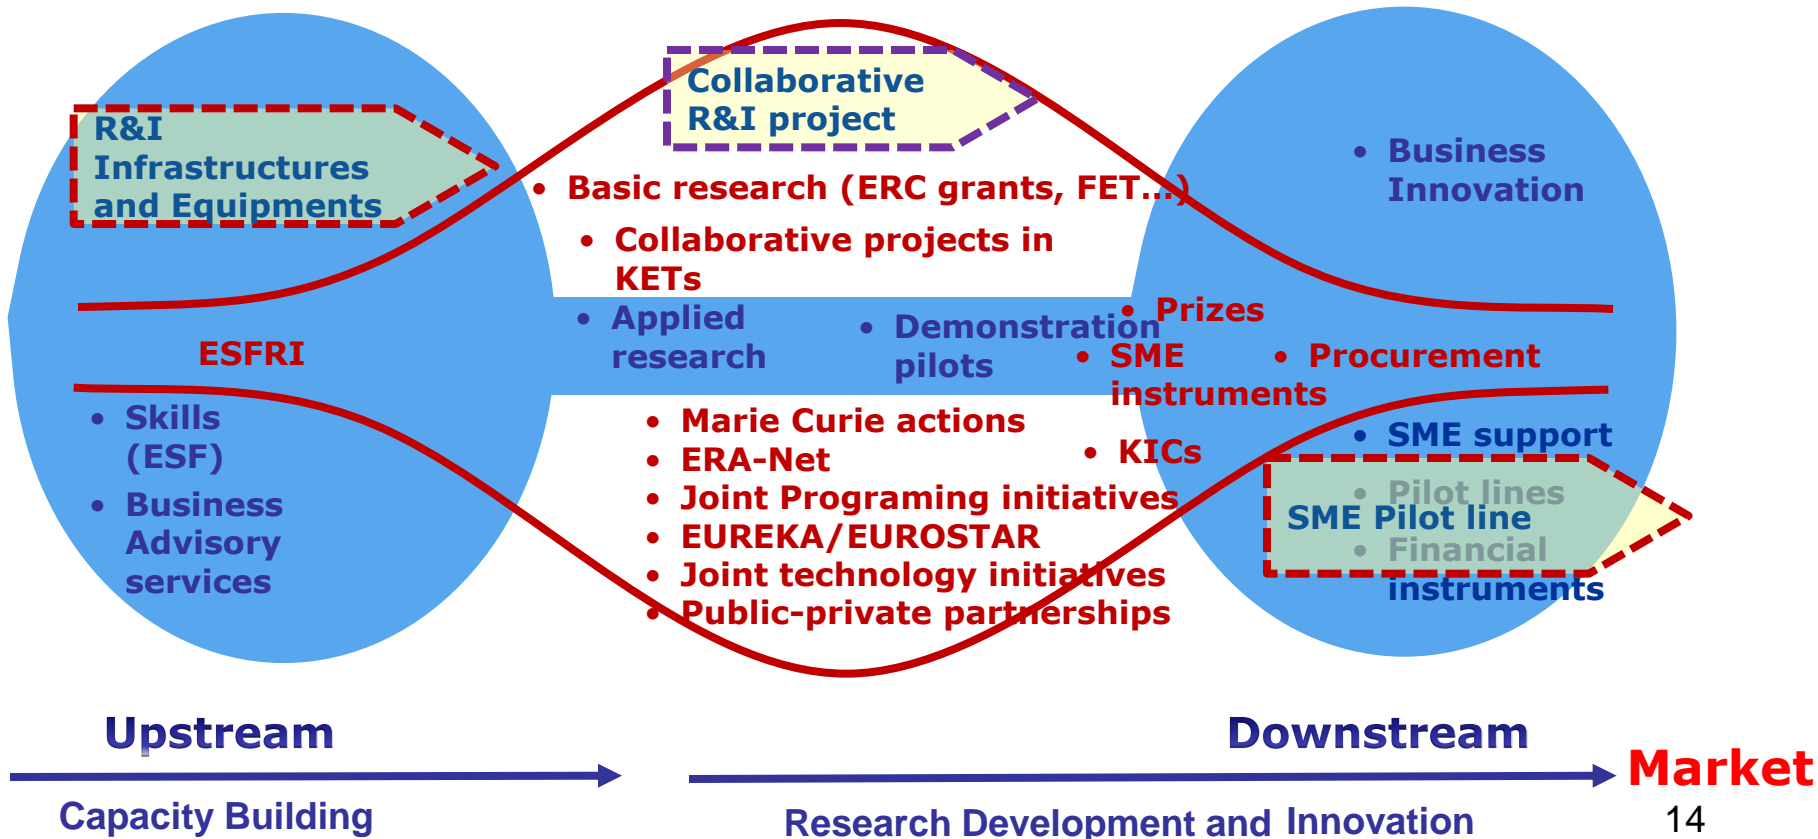 Collaborative
R&I project
R&I
Infrastructures
and Equipments
• Business
Innovation
• Basic research (ERC grants, FET…)
• Collaborative projects in
KETs
• Applied
research
• Demonstration
pilots
• Prizes
ESFRI
• SME
instruments
• Procurement
• Skills
(ESF)
• Business
Advisory
services
• Marie Curie actions
• ERA-Net
• Joint Programing initiatives
• EUREKA/EUROSTAR
• Joint technology initiatives
• Public-private partnerships
• KICs
• SME support
• Pilot lines
SME Pilot line
• Financial
instruments
Upstream
Downstream
Market
Capacity Building
Research Development and Innovation
14